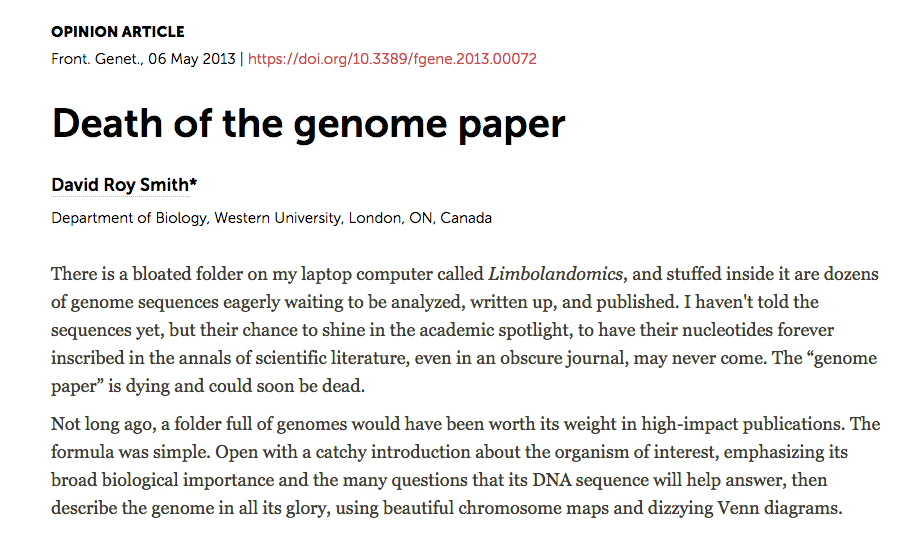 OPINION ARTICLE
Front. Genet., 06 May 2013 | https://doi.org/10.3389/fgene.2013.00072
Death of the genome paper
David Roy Smith*
Department of Biology, Western University, London, ON, Canada
There is a bloated folder on my laptop computer called Limbolandomics, and stuffed inside it are dozens
of genome sequences eagerly waiting to be analyzed, written up, and published. I haven't told the
sequences yet, but their chance to shine in the academic spotlight, to have their nucleotides forever
inscribed in the annals of scientific literature, even in an obscure journal, may never come. The “genome
paper” is dying and could soon be dead.
Not long ago, a folder full of genomes would have been worth its weight in high-impact publications. The
formula was simple. Open with a catchy introduction about the organism of interest, emphasizing its
broad biological importance and the many questions that its DNA sequence will help answer, then
describe the genome in all its glory, using beautiful chromosome maps and dizzying Venn diagrams.